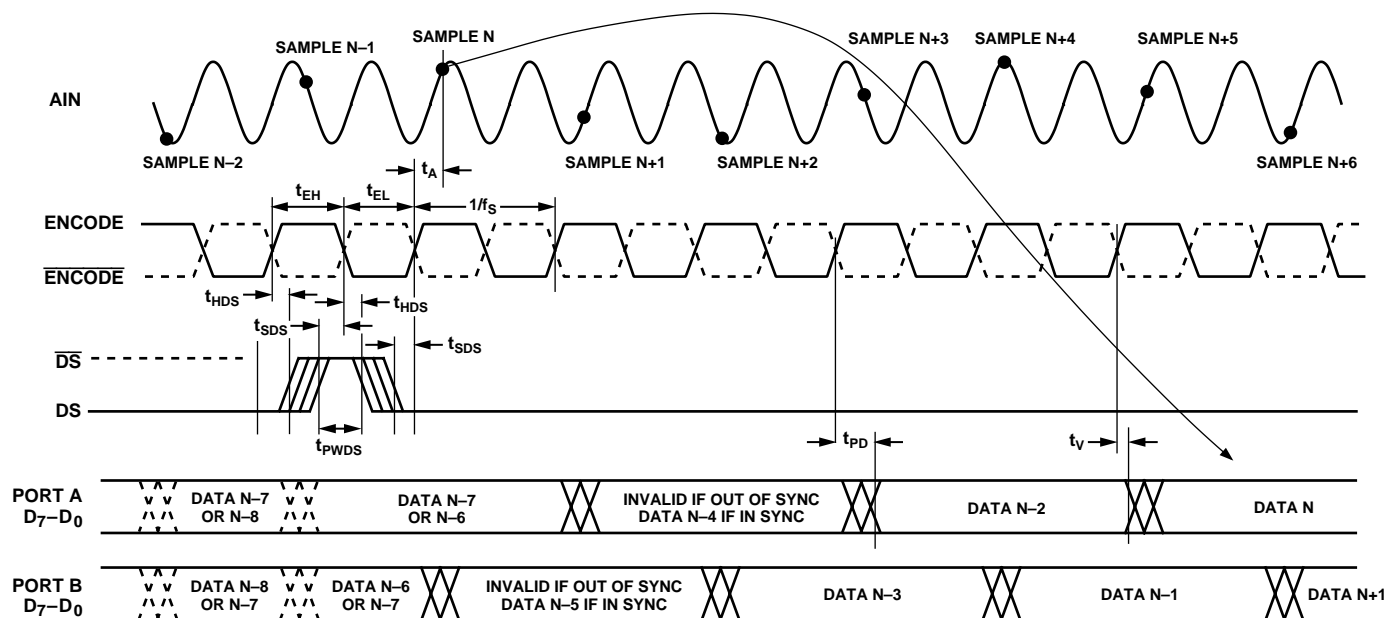 SAMPLE N–1
SAMPLE N
SAMPLE N+3
SAMPLE N+4
SAMPLE N+5
AIN
SAMPLE N–2
SAMPLE N+1
SAMPLE N+2
SAMPLE N+6
tA
tEH
tEL
1/fS
ENCODE
ENCODE
tHDS
tHDS
tSDS
tSDS
DS
DS
tPWDS
tPD
tV
PORT A
D7–D0
DATA N–7
OR N–8
DATA N–7
OR N–6
INVALID IF OUT OF SYNC
DATA N–4 IF IN SYNC
DATA N–2
DATA N
PORT B
D7–D0
DATA N–8
OR N–7
DATA N–6
OR N–7
INVALID IF OUT OF SYNC
DATA N–5 IF IN SYNC
DATA N–3
DATA N–1
DATA N+1